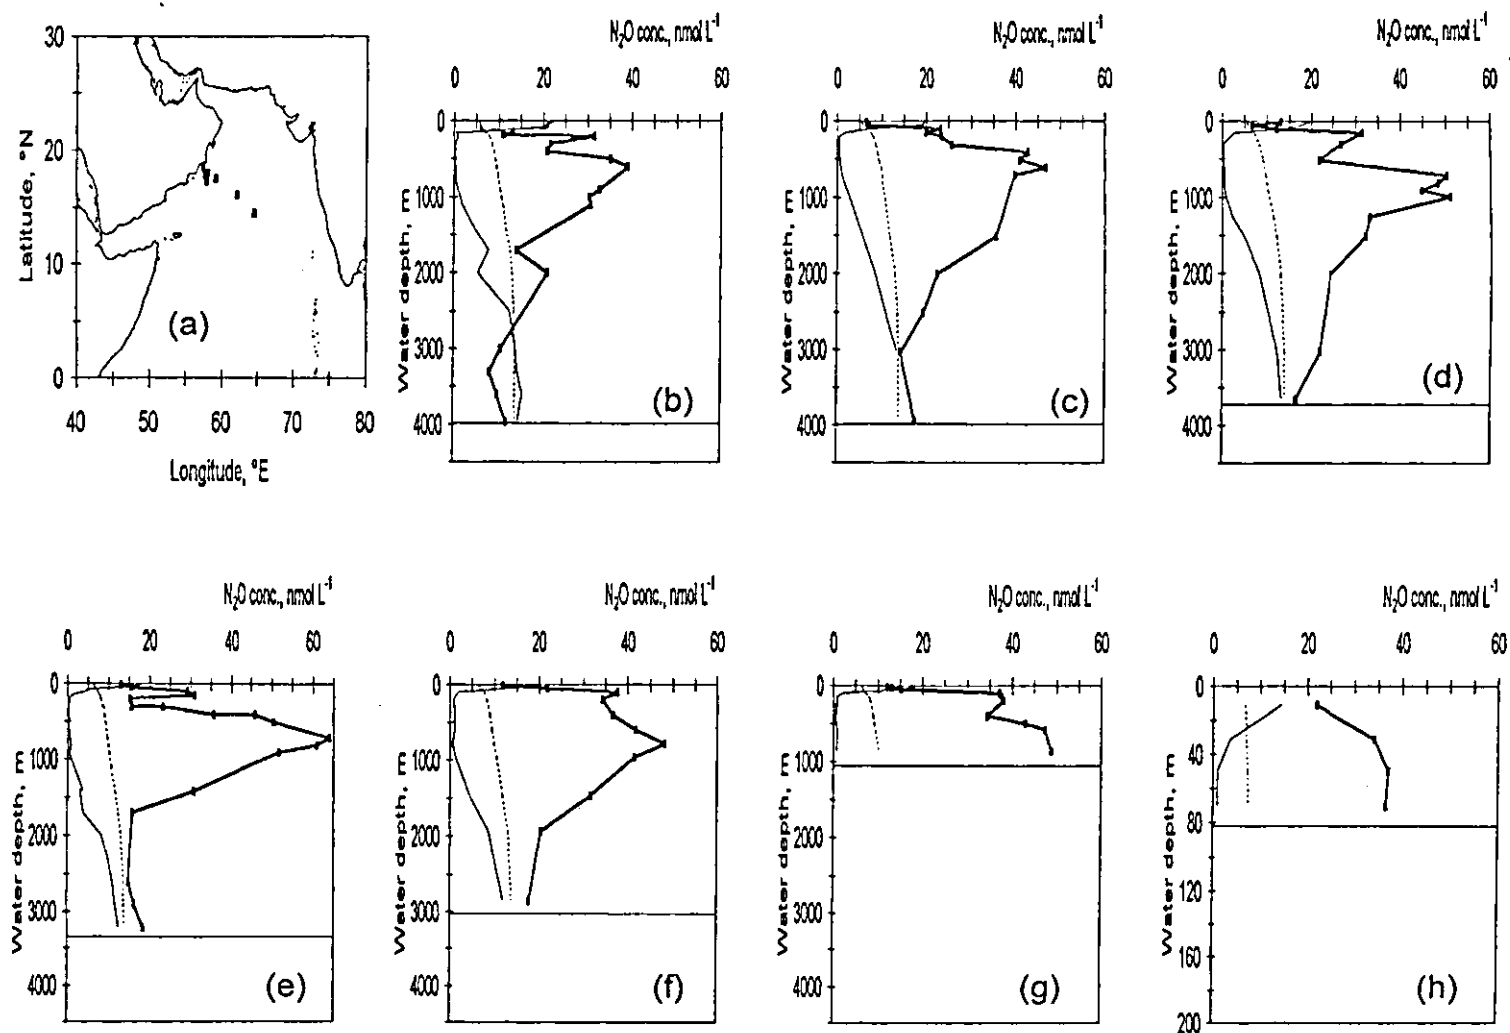 30
20
10
0
Latitude, °N
40 50 60 70 80
Longitude, °E
(a)
N₂O conc., nmol L⁻¹
0 20 40 60
0
1000
2000
3000
4000
Water depth, m
(b)
N₂O conc., nmol L⁻¹
0 20 40 60
0
1000
2000
3000
4000
Water depth, m
(c)
N₂O conc., nmol L⁻¹
0 20 40 60
0
1000
2000
3000
4000
Water depth, m
(d)
N₂O conc., nmol L⁻¹
0 20 40 60
0
1000
2000
3000
4000
Water depth, m
(e)
N₂O conc., nmol L⁻¹
0 20 40 60
0
1000
2000
3000
4000
Water depth, m
(f)
N₂O conc., nmol L⁻¹
0 20 40 60
0
1000
2000
3000
4000
Water depth, m
(g)
N₂O conc., nmol L⁻¹
0 20 40 60
0
40
80
120
160
200
Water depth, m
(h)